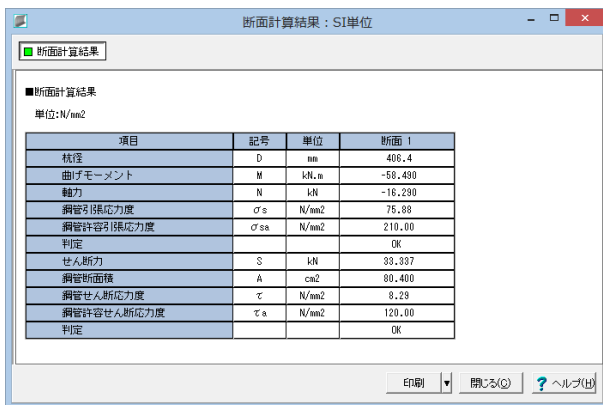 断面計算結果：SI単位
断面計算結果
■断面計算結果
単位:N/mm2
項目 記号 単位 断面 1
杭径 D mm 406.4
曲げモーメント M kN.m -58.490
軸力 N kN -16.290
鋼管引張応力度 σs N/mm2 75.88
鋼管許容引張応力度 σsa N/mm2 210.00
判定 OK
せん断力 S kN 33.337
鋼管断面積 A cm2 80.400
鋼管せん断応力度 τ N/mm2 8.29
鋼管許容せん断応力度 τa N/mm2 120.00
判定 OK
印刷 閉じる(C) ? ヘルプ(H)